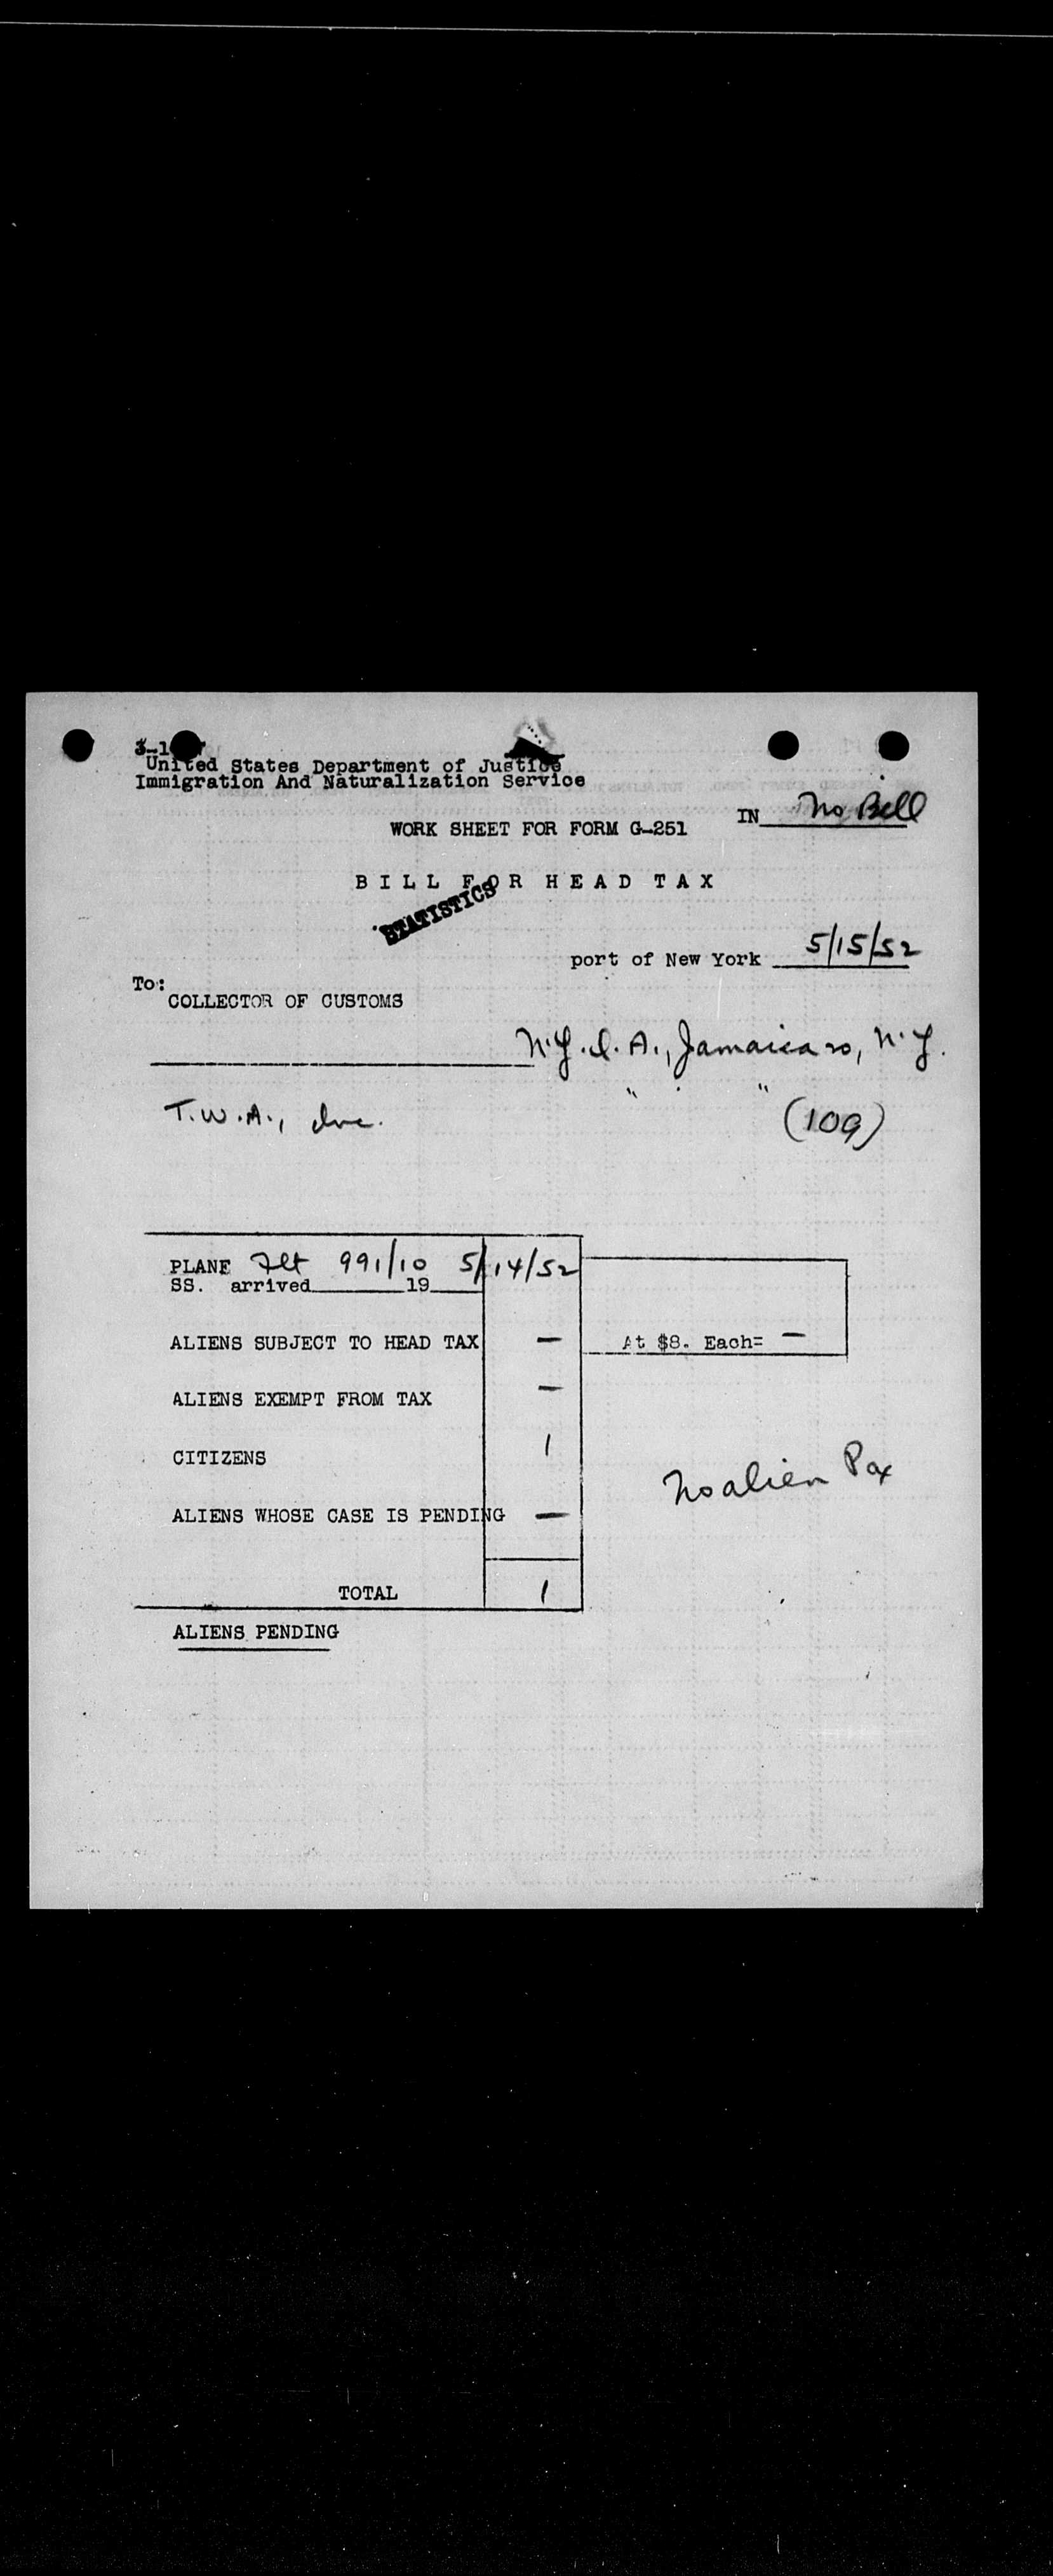 United States Department of Justice
Immigration And Naturalization Service
IN No Bill
WORK SHEET FOR FORM G-251
BILL FOR HEAD TAX
STATISTICS
port of New York 5/15/52
To:
COLLECTOR OF CUSTOMS
N.Y.I.A., Jamaica 20, N.Y.
" "
T.W.A., Inc. (109)
PLANE Flt 991/10 5/14/52
SS. arrived 19
ALIENS SUBJECT TO HEAD TAX — At $8. Each= —
ALIENS EXEMPT FROM TAX —
CITIZENS 1
No alien Pax
ALIENS WHOSE CASE IS PENDING —
TOTAL 1
ALIENS PENDING